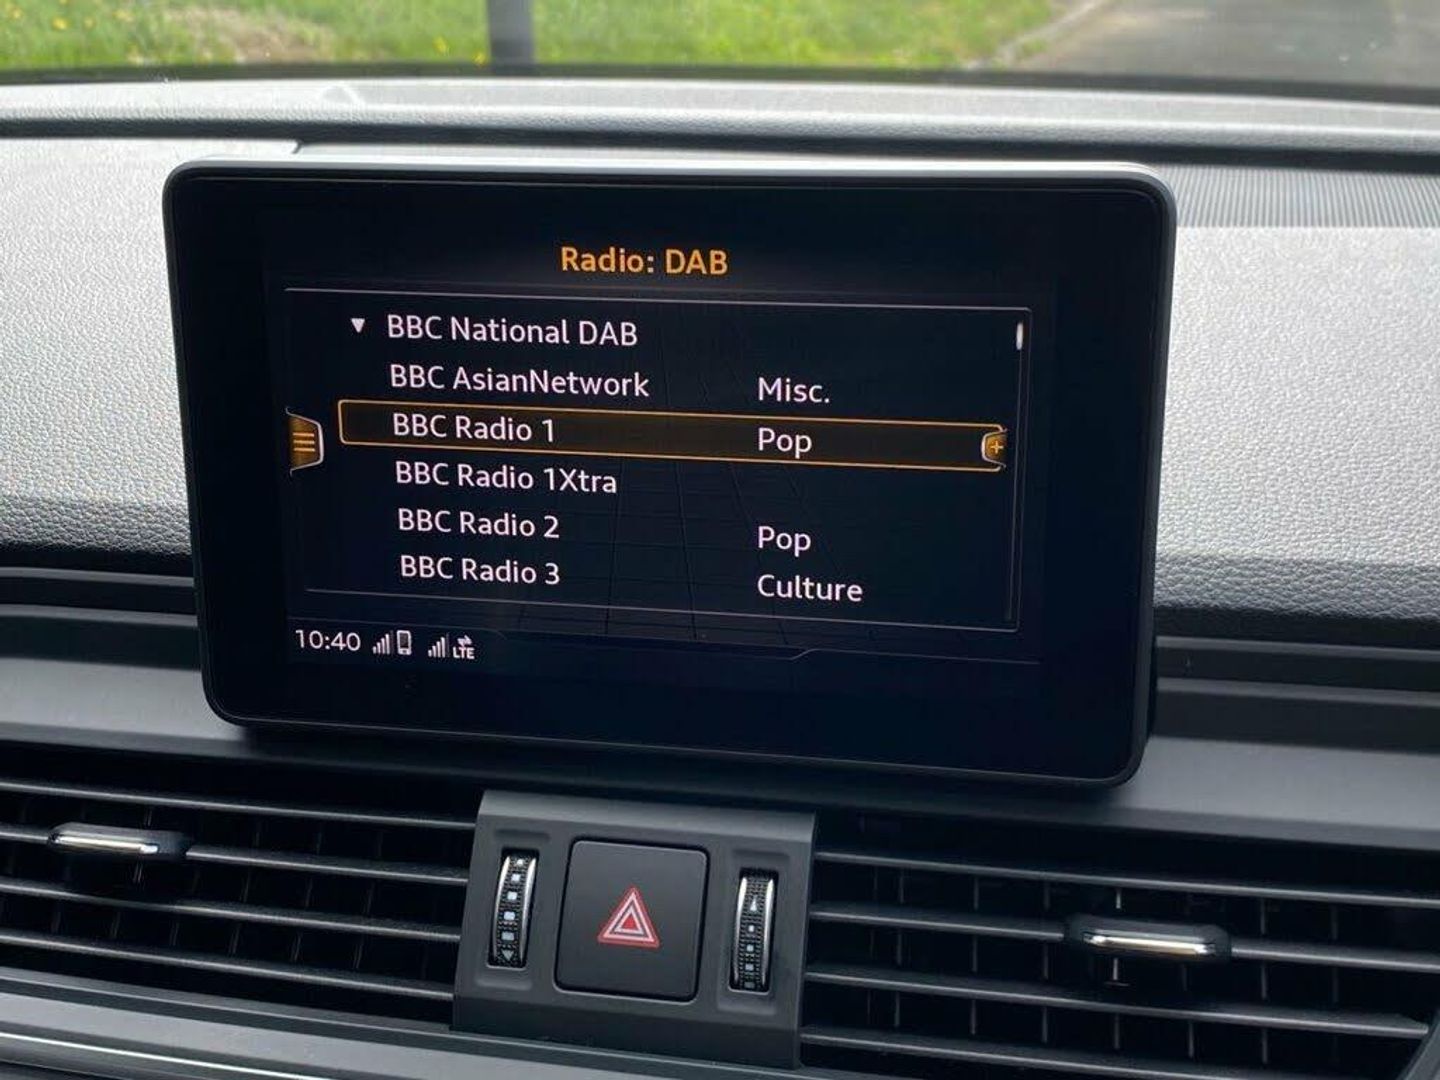 Radio: DAB
BBC National DAB
BBC AsianNetwork Misc.
BBC Radio 1 Pop
BBC Radio 1Xtra
BBC Radio 2 Pop
BBC Radio 3 Culture
10:40 LTE